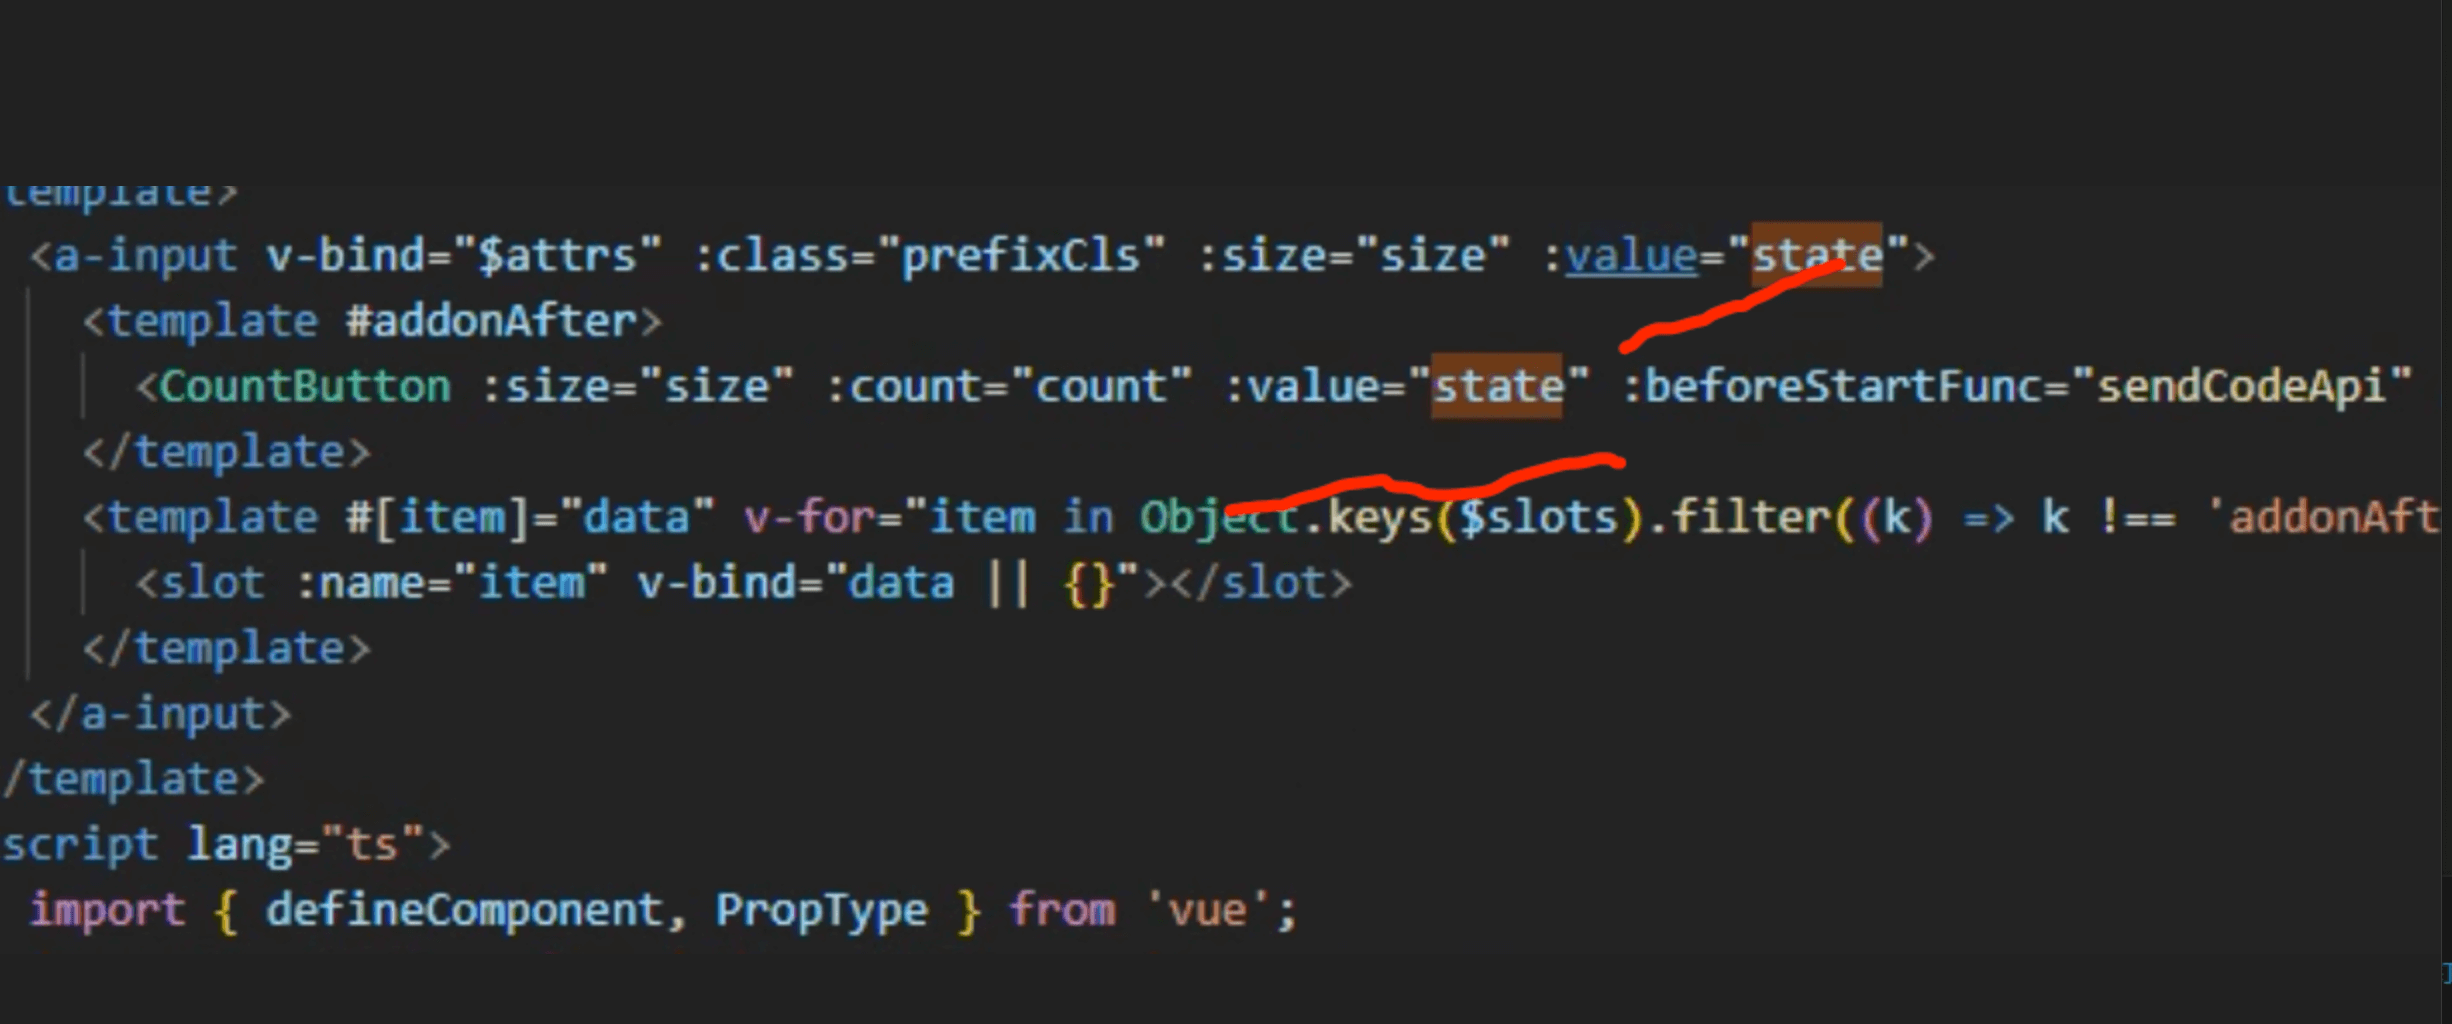 template>
<a-input v-bind="$attrs" :class="prefixCls" :size="size" :value="state">
<template #addonAfter>
<CountButton :size="size" :count="count" :value="state" :beforeStartFunc="sendCodeApi"
</template>
<template #[item]="data" v-for="item in Object.keys($slots).filter((k) => k !== 'addonAft
<slot :name="item" v-bind="data || {}"></slot>
</template>
</a-input>
/template>
script lang="ts">
import { defineComponent, PropType } from 'vue';